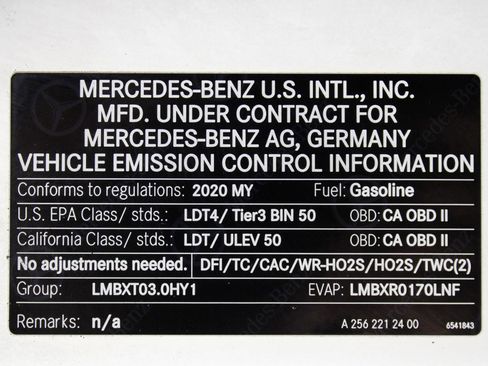 MERCEDES-BENZ U.S. INTL., INC.
MFD. UNDER CONTRACT FOR
MERCEDES-BENZ AG, GERMANY
VEHICLE EMISSION CONTROL INFORMATION
Conforms to regulations: 2020 MY Fuel: Gasoline
U.S. EPA Class/ stds.: LDT4/ Tier3 BIN 50 OBD: CA OBD II
California Class/ stds.: LDT/ ULEV 50 OBD: CA OBD II
No adjustments needed. DFI/TC/CAC/WR-HO2S/HO2S/TWC(2)
Group: LMBXT03.0HY1 EVAP: LMBXR0170LNF
Remarks: n/a A 256 221 24 00 6541843